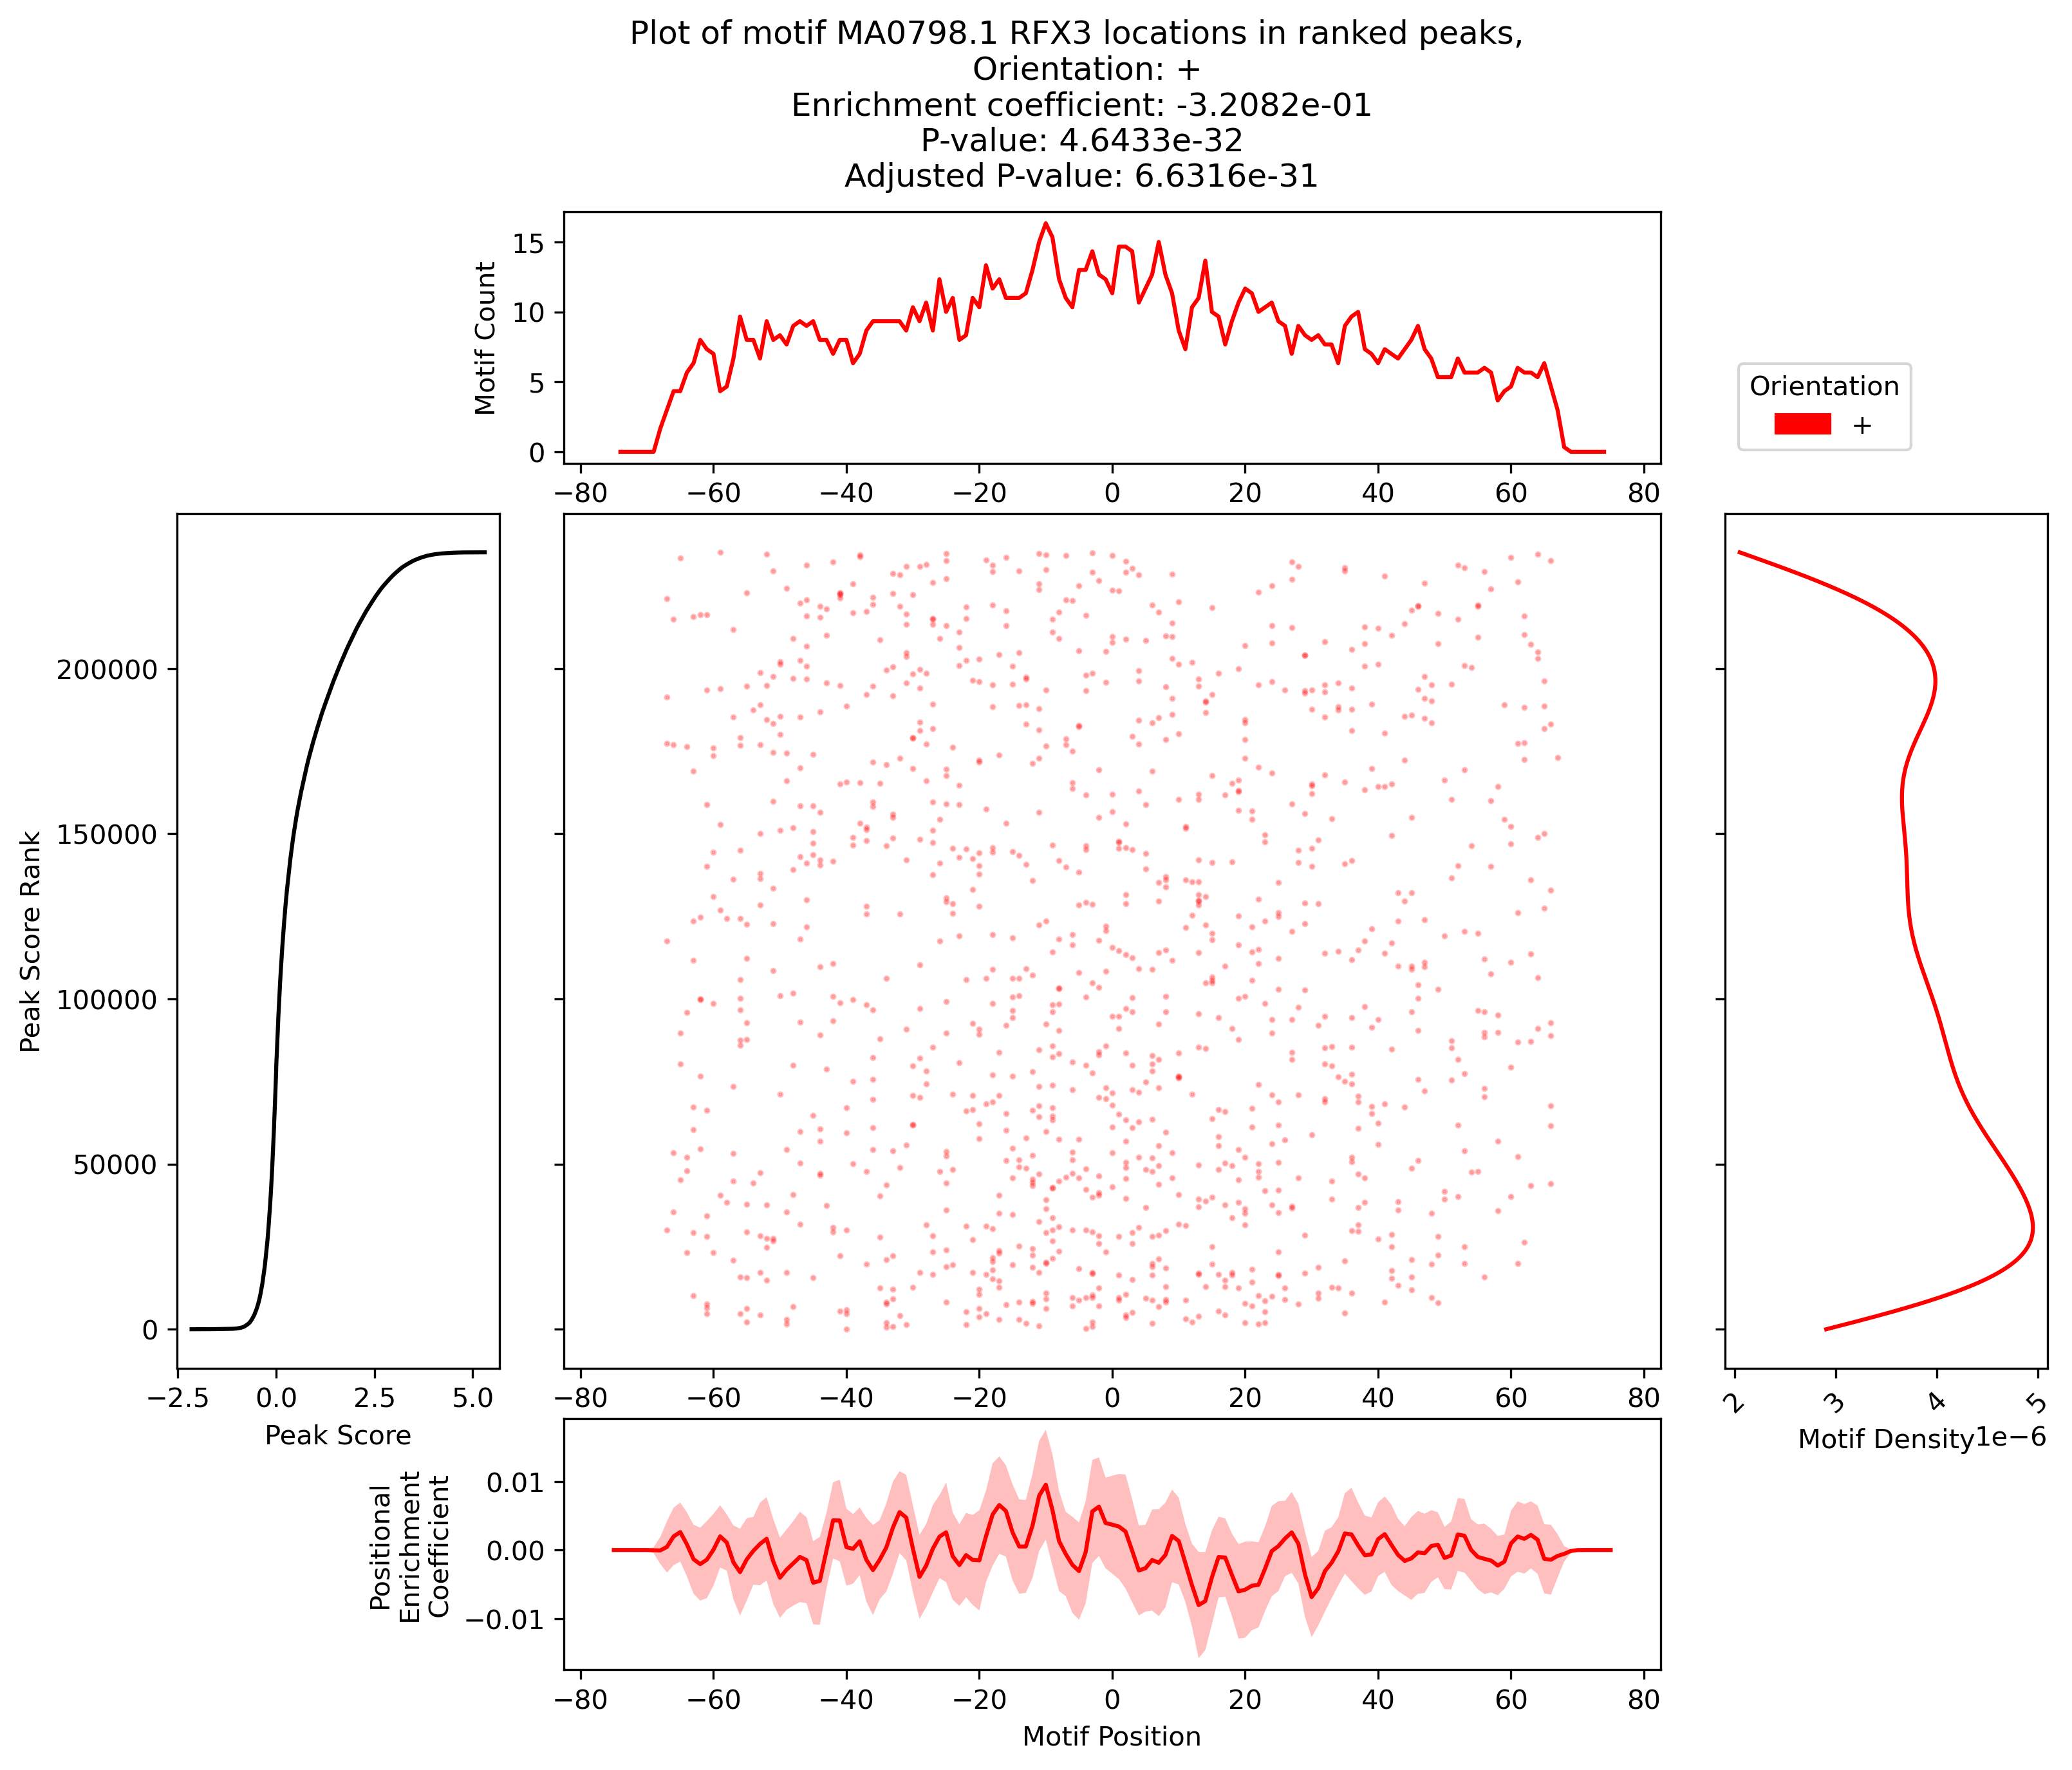 Plot of motif MA0798.1 RFX3 locations in ranked peaks,
Orientation: +
Enrichment coefficient: -3.2082e-01
P-value: 4.6433e-32
Adjusted P-value: 6.6316e-31
Motif Count
15
10
5
0
−80 −60 −40 −20 0 20 40 60 80
Orientation
+
Peak Score Rank
200000
150000
100000
50000
0
−2.5 0.0 2.5 5.0
Peak Score
−80 −60 −40 −20 0 20 40 60 80
2 3 4 5
Motif Density
1e−6
Positional
Enrichment
Coefficient
0.01
0.00
−0.01
−80 −60 −40 −20 0 20 40 60 80
Motif Position